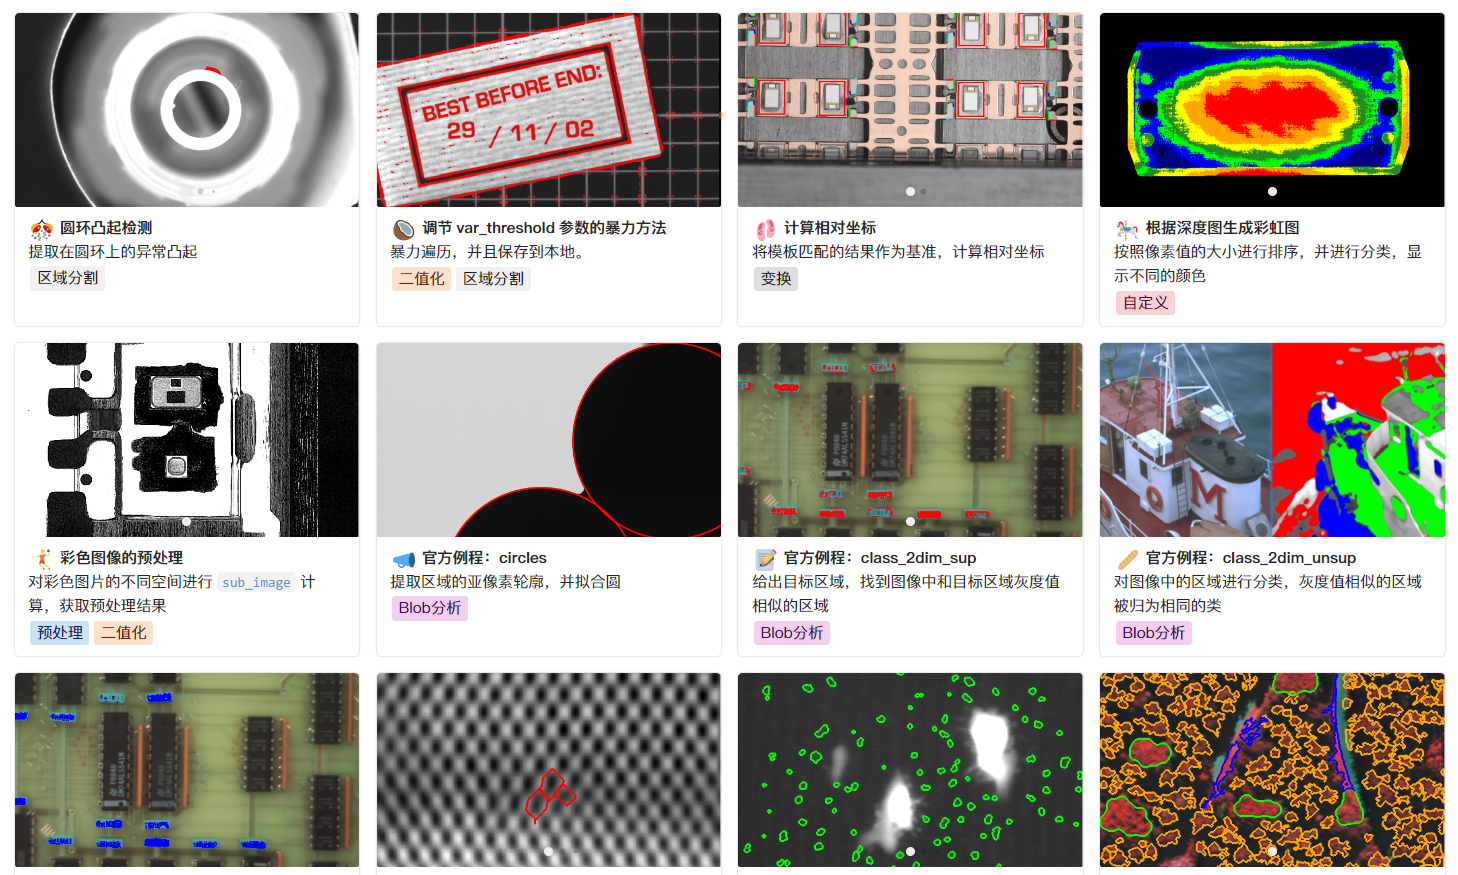 BEST BEFORE END:
29 / 11 / 02
圆环凸起检测
提取在圆环上的异常凸起
区域分割
调节 var_threshold 参数的暴力方法
暴力遍历，并且保存到本地。
二值化 区域分割
计算相对坐标
将模板匹配的结果作为基准，计算相对坐标
变换
根据深度图生成彩虹图
按照像素值的大小进行排序，并进行分类，显
示不同的颜色
自定义
M
彩色图像的预处理
对彩色图片的不同空间进行 sub_image 计
算，获取预处理结果
预处理 二值化
官方例程：circles
提取区域的亚像素轮廓，并拟合圆
Blob分析
官方例程：class_2dim_sup
给出目标区域，找到图像中和目标区域灰度值
相似的区域
Blob分析
官方例程：class_2dim_unsup
对图像中的区域进行分类，灰度值相似的区域
被归为相同的类
Blob分析